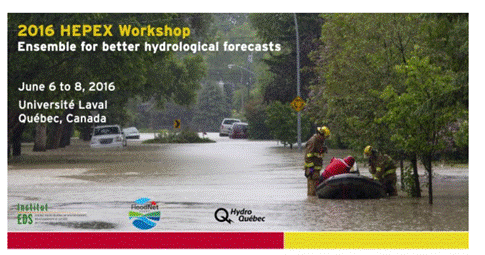 2016 HEPEX Workshop
Ensemble for better hydrological forecasts
June 6 to 8, 2016
Université Laval
Québec, Canada
Institut
EDS
FloodNet
Hydro
Québec